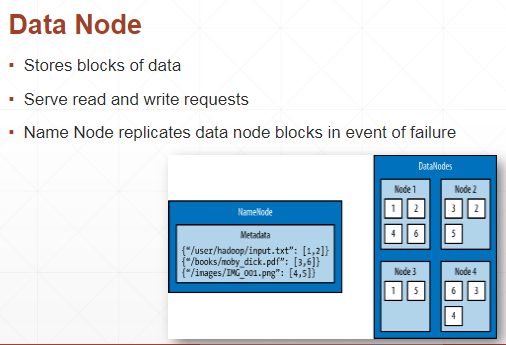 Data Node
▪ Stores blocks of data
▪ Serve read and write requests
▪ Name Node replicates data node blocks in event of failure
NameNode
Metadata
{"/user/hadoop/input.txt": [1,2]}
{"/books/moby_dick.pdf": [3,6]}
{"/images/IMG_001.png": [4,5]}
DataNodes
Node 1
1 2
4 6
Node 2
3 2
5
Node 3
1 5
Node 4
6 3
4